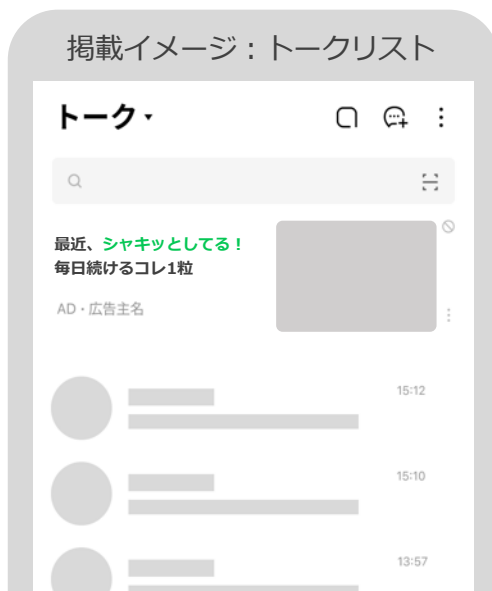 掲載イメージ：トークリスト
トーク
最近、シャキッとしてる！
毎日続けるコレ1粒
AD・広告主名
15:12
15:10
13:57